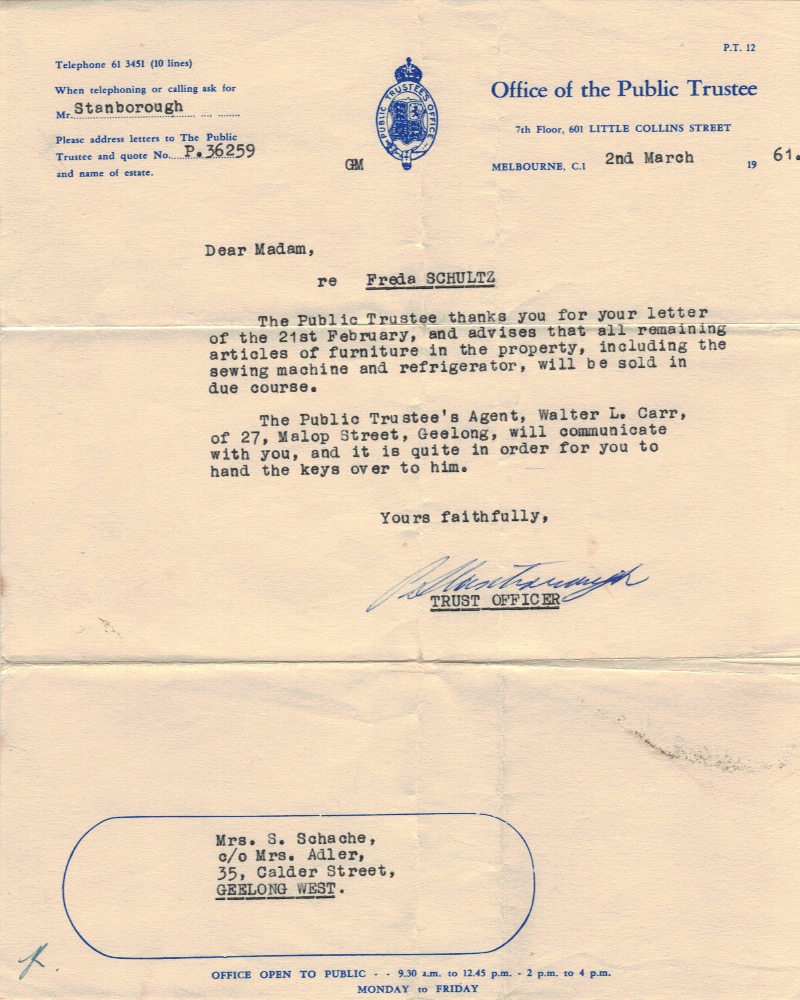 P.T. 12
Telephone 61 3451 (10 lines)
When telephoning or calling ask for
Mr. Stanborough
Please address letters to The Public
Trustee and quote No. P.36259
and name of estate.
PUBLIC TRUSTEE'S OFFICE
GM
Office of the Public Trustee
7th Floor, 601 LITTLE COLLINS STREET
MELBOURNE, C.1 2nd March 19 61.
Dear Madam,
re Freda SCHULTZ
The Public Trustee thanks you for your letter
of the 21st February, and advises that all remaining
articles of furniture in the property, including the
sewing machine and refrigerator, will be sold in
due course.
The Public Trustee's Agent, Walter L. Carr,
of 27, Malop Street, Geelong, will communicate
with you, and it is quite in order for you to
hand the keys over to him.
Yours faithfully,
TRUST OFFICER
Mrs. S. Schache,
c/o Mrs. Adler,
35, Calder Street,
GEELONG WEST.
OFFICE OPEN TO PUBLIC - - 9.30 a.m. to 12.45 p.m. - 2 p.m. to 4 p.m.
MONDAY to FRIDAY